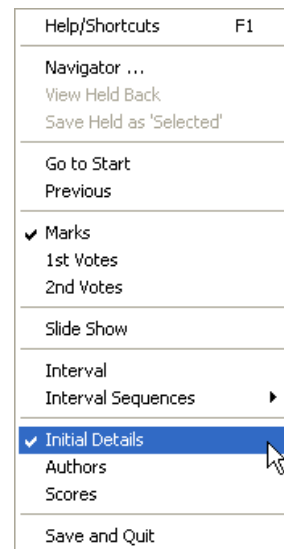 Help/Shortcuts F1
Navigator ...
View Held Back
Save Held as 'Selected'
Go to Start
Previous
Marks
1st Votes
2nd Votes
Slide Show
Interval
Interval Sequences
Initial Details
Authors
Scores
Save and Quit